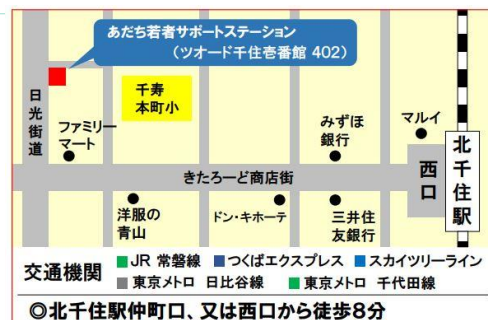 あだち若者サポートステーション
（ツオード千住壱番館 402）
日光街道
千寿
本町小
ファミリー
マート
みずほ
銀行
マルイ
北千住駅
西口
きたろーど商店街
洋服の
青山
ドン・キホーテ
三井住
友銀行
交通機関
JR 常磐線
つくばエクスプレス
スカイツリーライン
東京メトロ 日比谷線
東京メトロ 千代田線
◎北千住駅仲町口、又は西口から徒歩8分